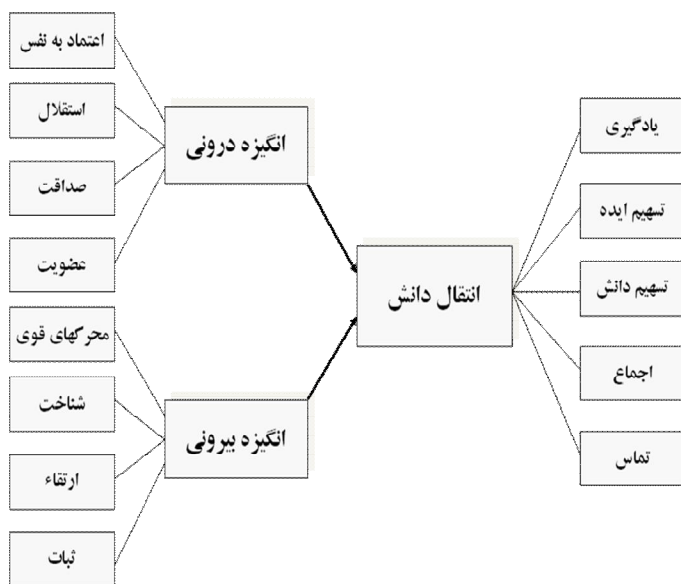 اعتماد به نفس
استقلال
صداقت
عضویت
محرکهای قوی
شناخت
ارتقاء
ثبات
انگیزه درونی
انگیزه بیرونی
انتقال دانش
یادگیری
تسهیم ایده
تسهیم دانش
اجماع
تماس